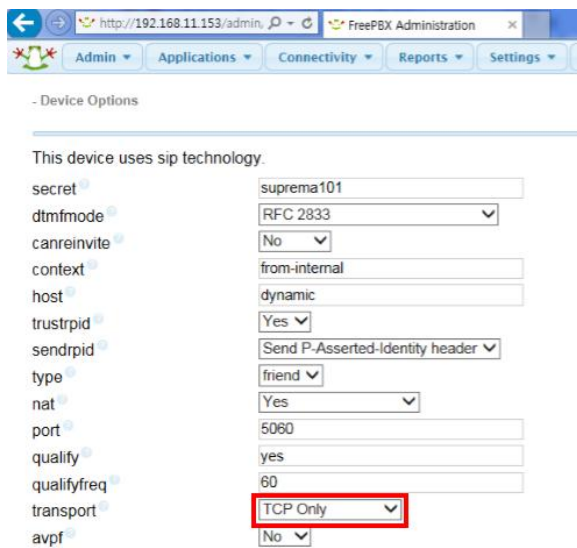 http://192.168.11.153/admin, FreePBX Administration
Admin Applications Connectivity Reports Settings
- Device Options
This device uses sip technology.
secret suprema101
dtmfmode RFC 2833
canreinvite No
context from-internal
host dynamic
trustrpid Yes
sendrpid Send P-Asserted-Identity header
type friend
nat Yes
port 5060
qualify yes
qualifyfreq 60
transport TCP Only
avpf No